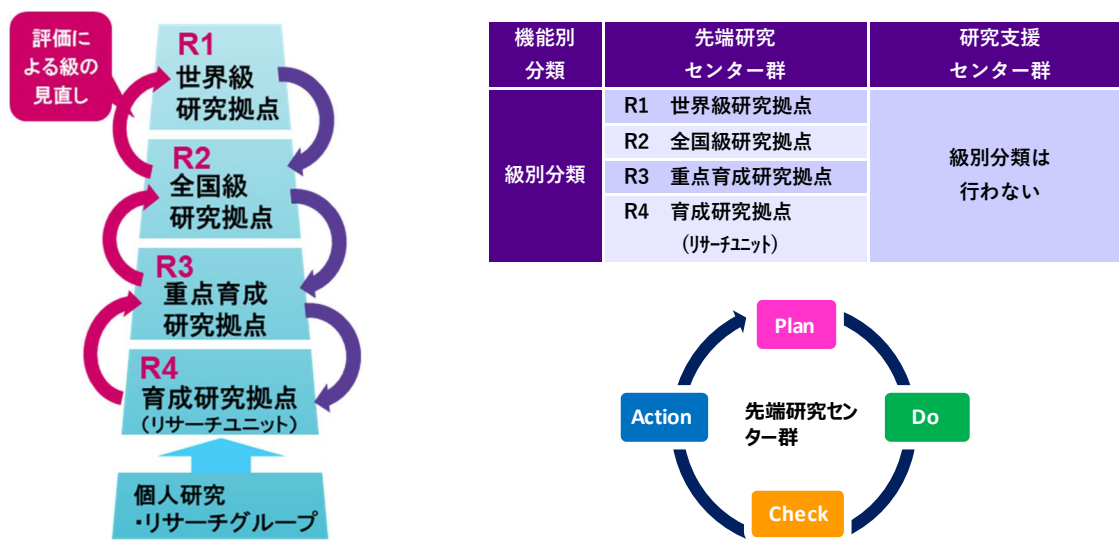 評価に
よる級の
見直し
R1
世界級
研究拠点
R2
全国級
研究拠点
R3
重点育成
研究拠点
R4
育成研究拠点
(リサーチユニット)
個人研究
・リサーチグループ
機能別
分類
先端研究
センター群
研究支援
センター群
級別分類
R1 世界級研究拠点
R2 全国級研究拠点
R3 重点育成研究拠点
R4 育成研究拠点
(リサーチユニット)
級別分類は
行わない
Plan
Do
Check
Action
先端研究セン
ター群